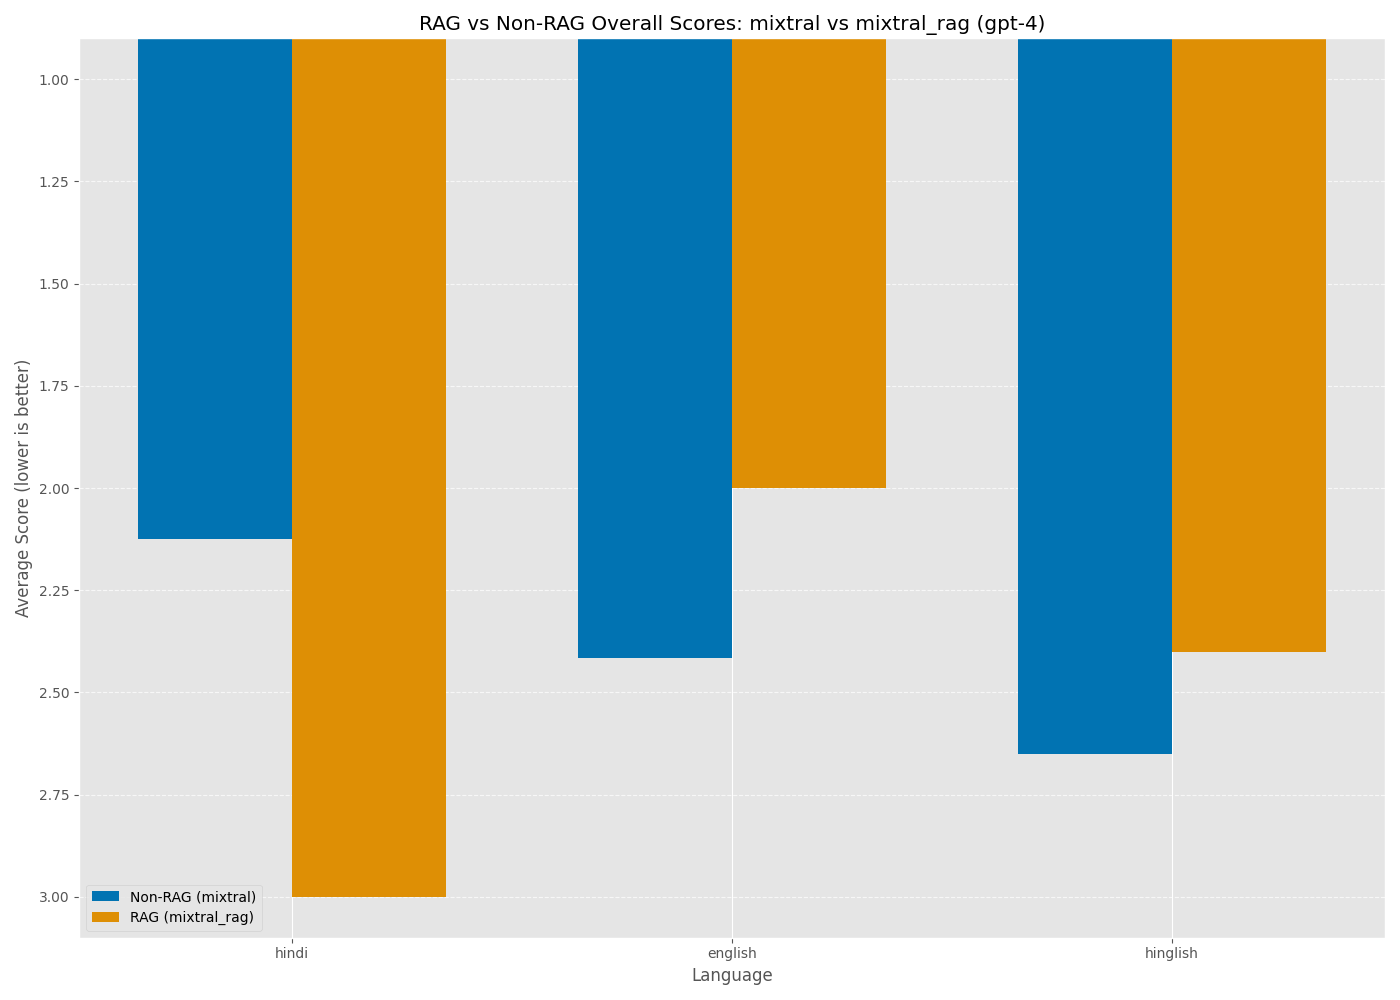 RAG vs Non-RAG Overall Scores: mixtral vs mixtral_rag (gpt-4)
Average Score (lower is better)
1.00
1.25
1.50
1.75
2.00
2.25
2.50
2.75
3.00
Non-RAG (mixtral)
RAG (mixtral_rag)
hindi
english
hinglish
Language